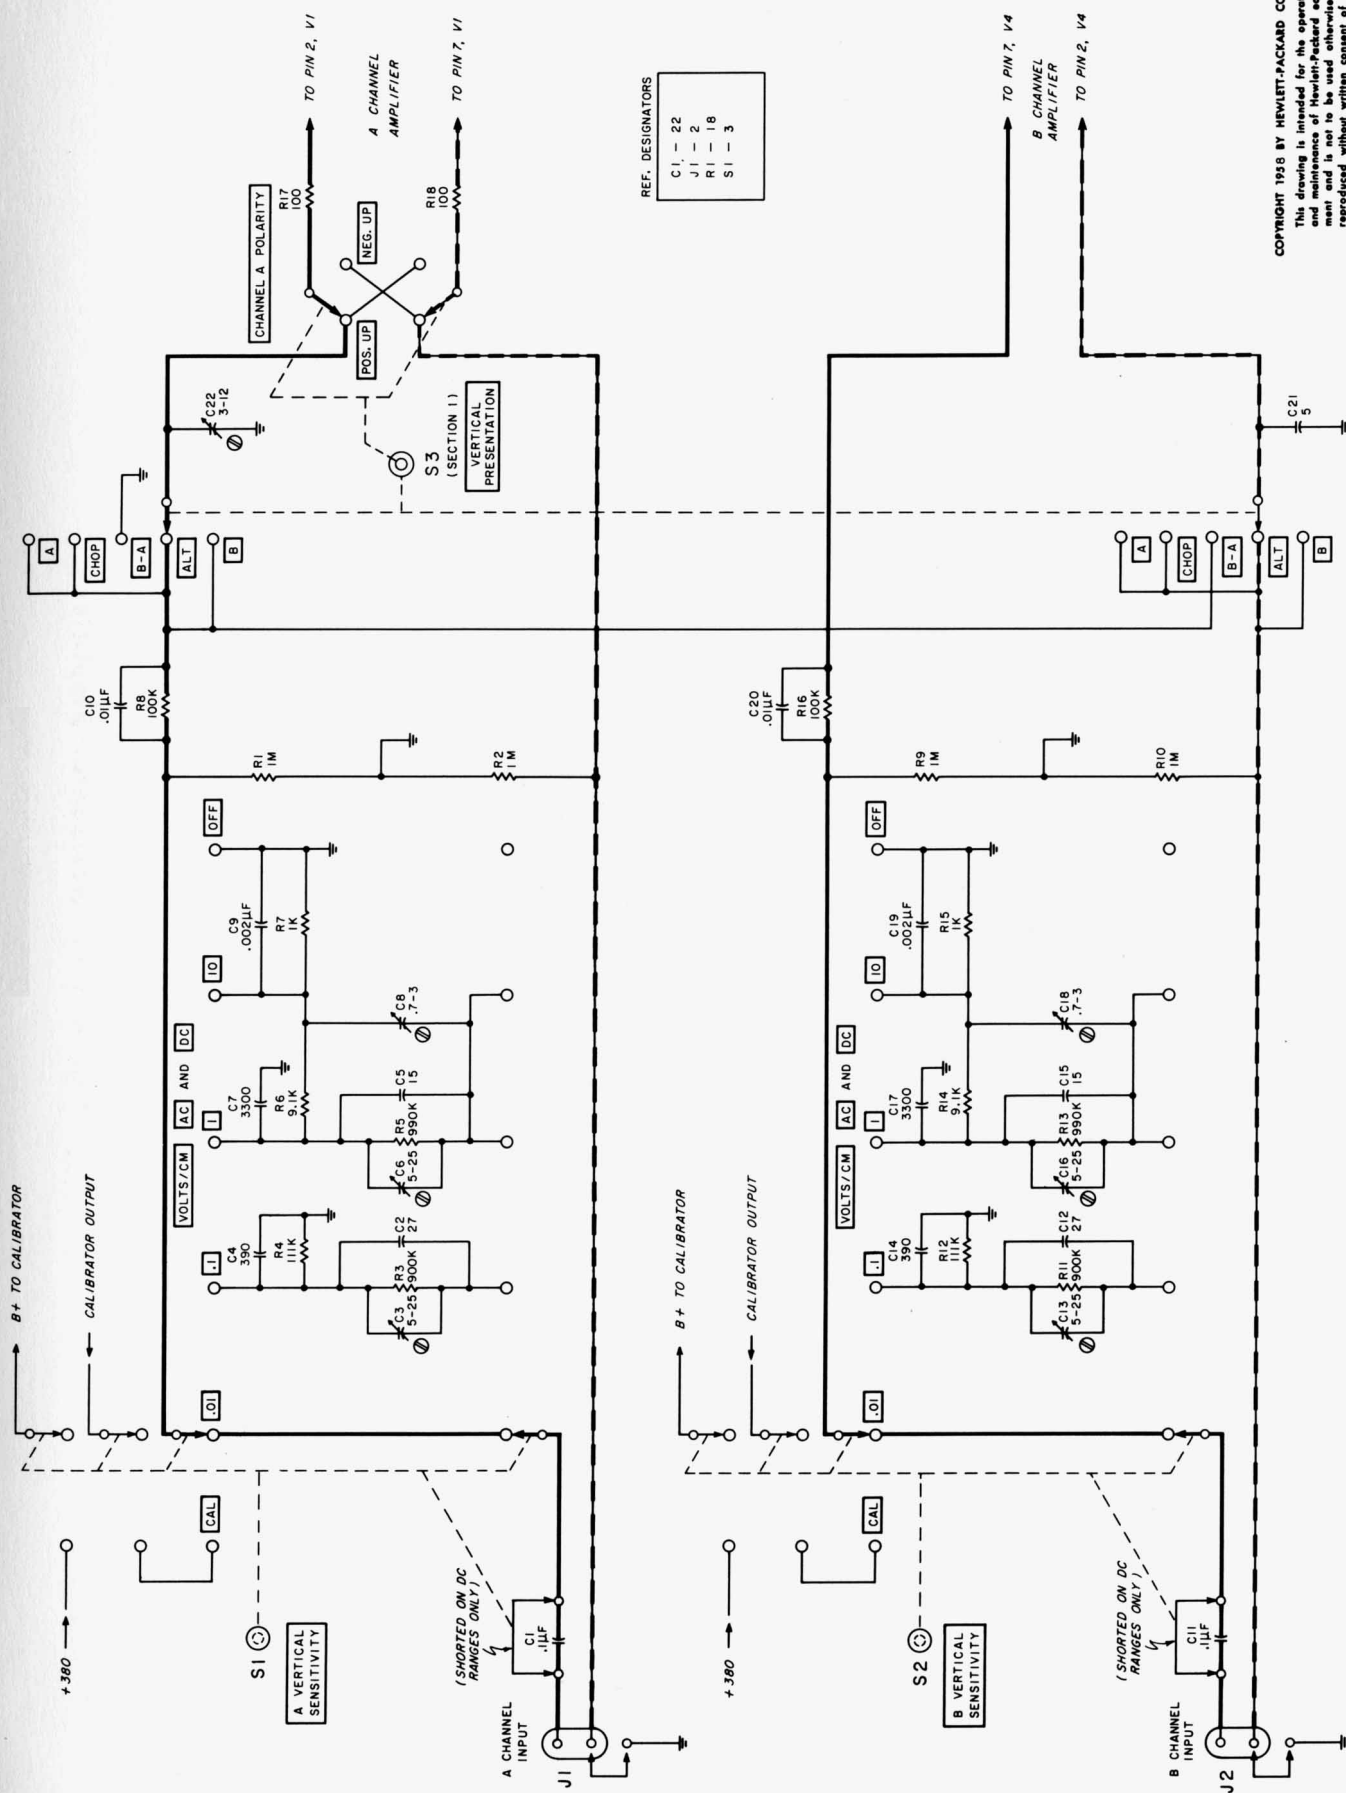 B+ TO CALIBRATOR
CALIBRATOR OUTPUT
+380
CAL
S1
A VERTICAL
SENSITIVITY
(SHORTED ON DC
RANGES ONLY)
C1
.1µF
A CHANNEL
INPUT
J1
.01
VOLTS/CM
AC AND DC
.1
C4
390
R4
111K
C3
5-25
R3
900K
C2
27
1
C7
3300
R6
9.1K
C6
5-25
R5
990K
C5
15
C8
.7-3
10
C9
.002µF
R7
1K
OFF
R1
1M
R2
1M
C10
.01µF
R8
100K
A
CHOP
B-A
ALT
B
C22
3-12
S3
(SECTION 1)
VERTICAL
PRESENTATION
CHANNEL A POLARITY
POS. UP
NEG. UP
R17
100
R18
100
TO PIN 2, V1
A CHANNEL
AMPLIFIER
TO PIN 7, V1
REF. DESIGNATORS
C1 - 22
J1 - 2
R1 - 18
S1 - 3
B+ TO CALIBRATOR
CALIBRATOR OUTPUT
+380
CAL
S2
B VERTICAL
SENSITIVITY
(SHORTED ON DC
RANGES ONLY)
C11
.1µF
B CHANNEL
INPUT
J2
.01
VOLTS/CM
AC AND DC
.1
C14
390
R12
111K
C13
5-25
R11
900K
C12
27
1
C17
3300
R14
9.1K
C16
5-25
R13
990K
C15
15
C18
.7-3
10
C19
.002µF
R15
1K
OFF
R9
1M
R10
1M
C20
.01µF
R16
100K
A
CHOP
B-A
ALT
B
C21
5
TO PIN 7, V4
B CHANNEL
AMPLIFIER
TO PIN 2, V4
COPYRIGHT 1958 BY HEWLETT-PACKARD CO
This drawing is intended for the opera
and maintenance of Hewlett-Packard eq
ment and is not to be used otherwise
reproduced without written consent of